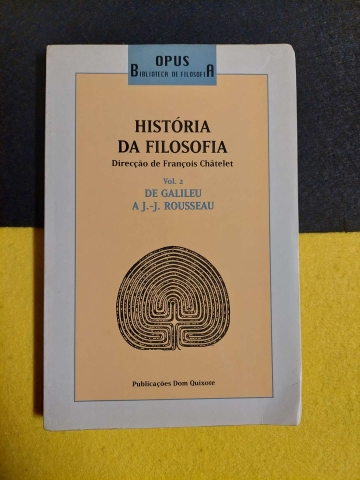 OPUS
BIBLIOTECA DE FILOSOFIA
HISTÓRIA
DA FILOSOFIA
Direcção de François Châtelet
Vol. 2
DE GALILEU
A J.-J. ROUSSEAU
Publicações Dom Quixote